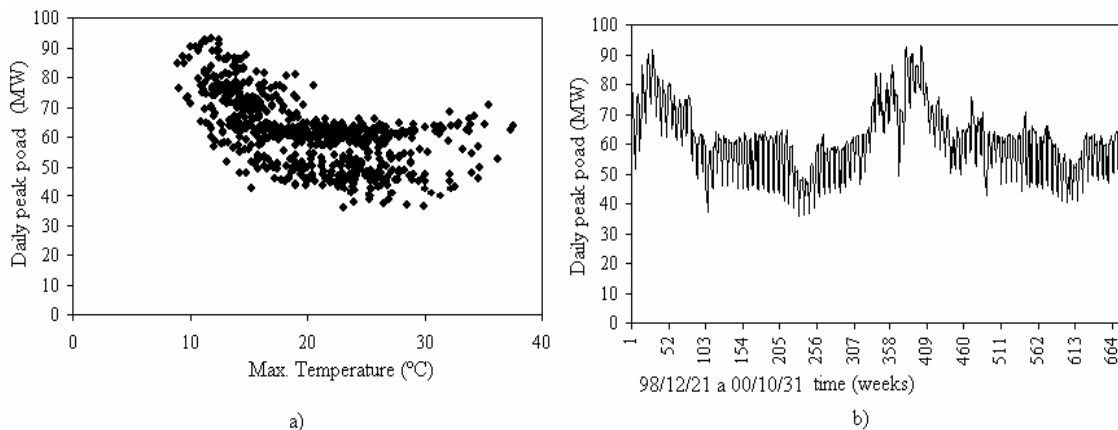 100
90
80
70
60
50
40
30
20
10
0
Daily peak poad (MW)
0 10 20 30 40
Max. Temperature (ºC)
a)
100
90
80
70
60
50
40
30
20
10
0
Daily peak poad (MW)
1 52 103 154 205 256 307 358 409 460 511 562 613 664
98/12/21 a 00/10/31 time (weeks)
b)